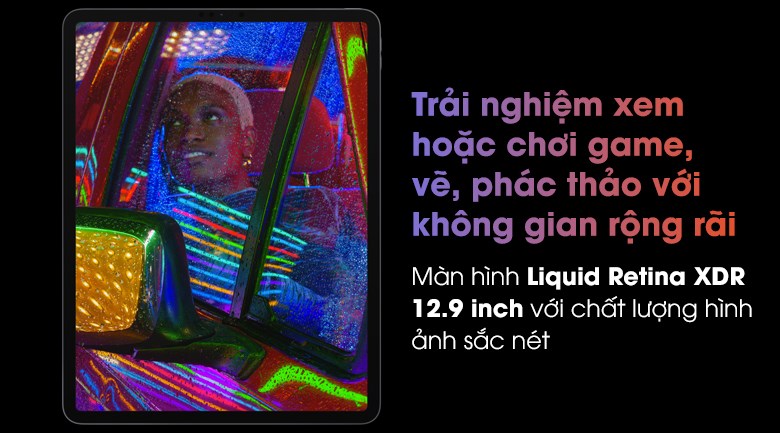 Trải nghiệm xem
hoặc chơi game,
vẽ, phác thảo với
không gian rộng rãi
Màn hình Liquid Retina XDR
12.9 inch với chất lượng hình
ảnh sắc nét